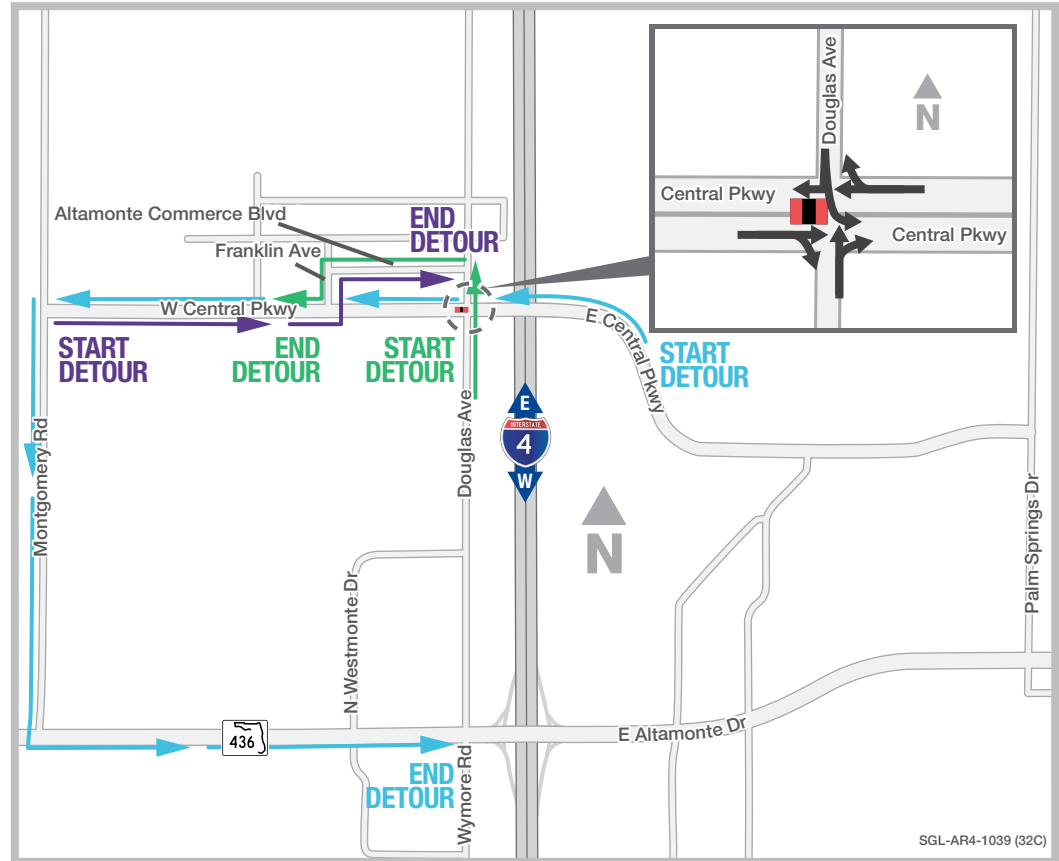 Douglas Ave
N
Central Pkwy
Central Pkwy
Altamonte Commerce Blvd
END
DETOUR
Franklin Ave
W Central Pkwy
E Central Pkwy
START
DETOUR
END
DETOUR
START
DETOUR
START
DETOUR
E
INTERSTATE
4
W
Douglas Ave
Montgomery Rd
Palm Springs Dr
N
N Westmonte Dr
436
E Altamonte Dr
END
DETOUR
Wymore Rd
SGL-AR4-1039 (32C)